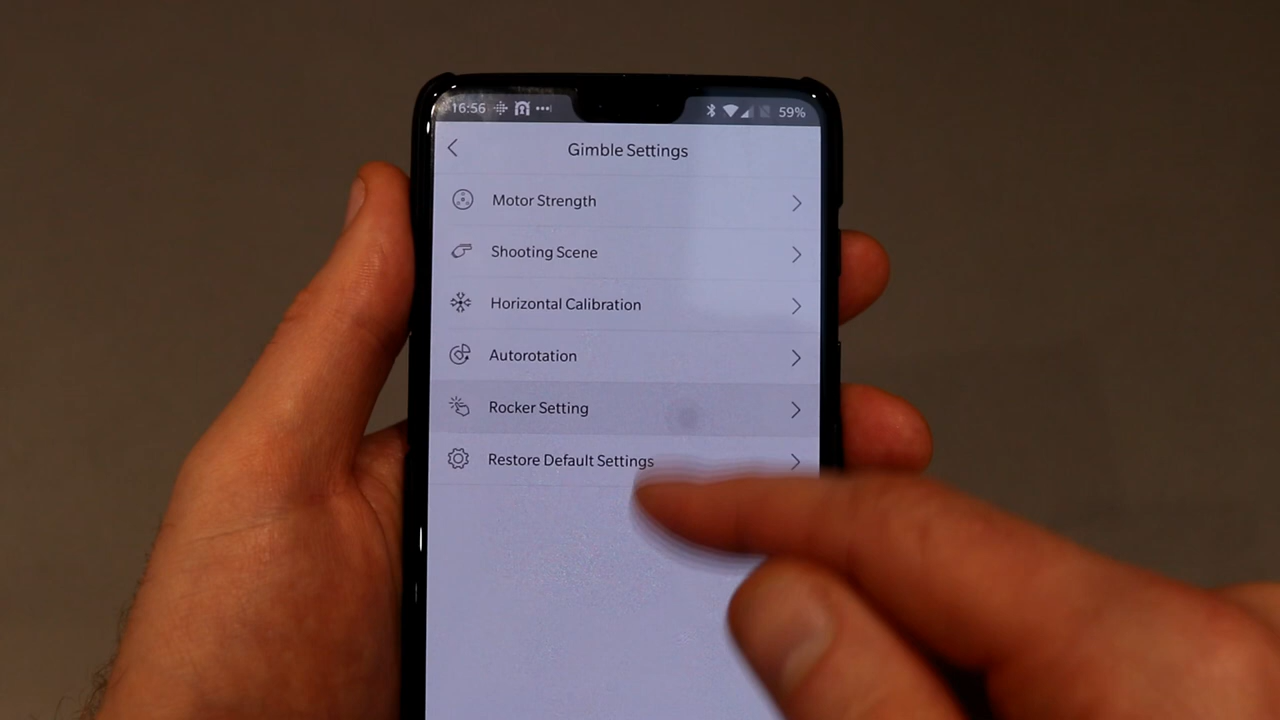 16:56 59%
Gimble Settings
Motor Strength
Shooting Scene
Horizontal Calibration
Autorotation
Rocker Setting
Restore Default Settings